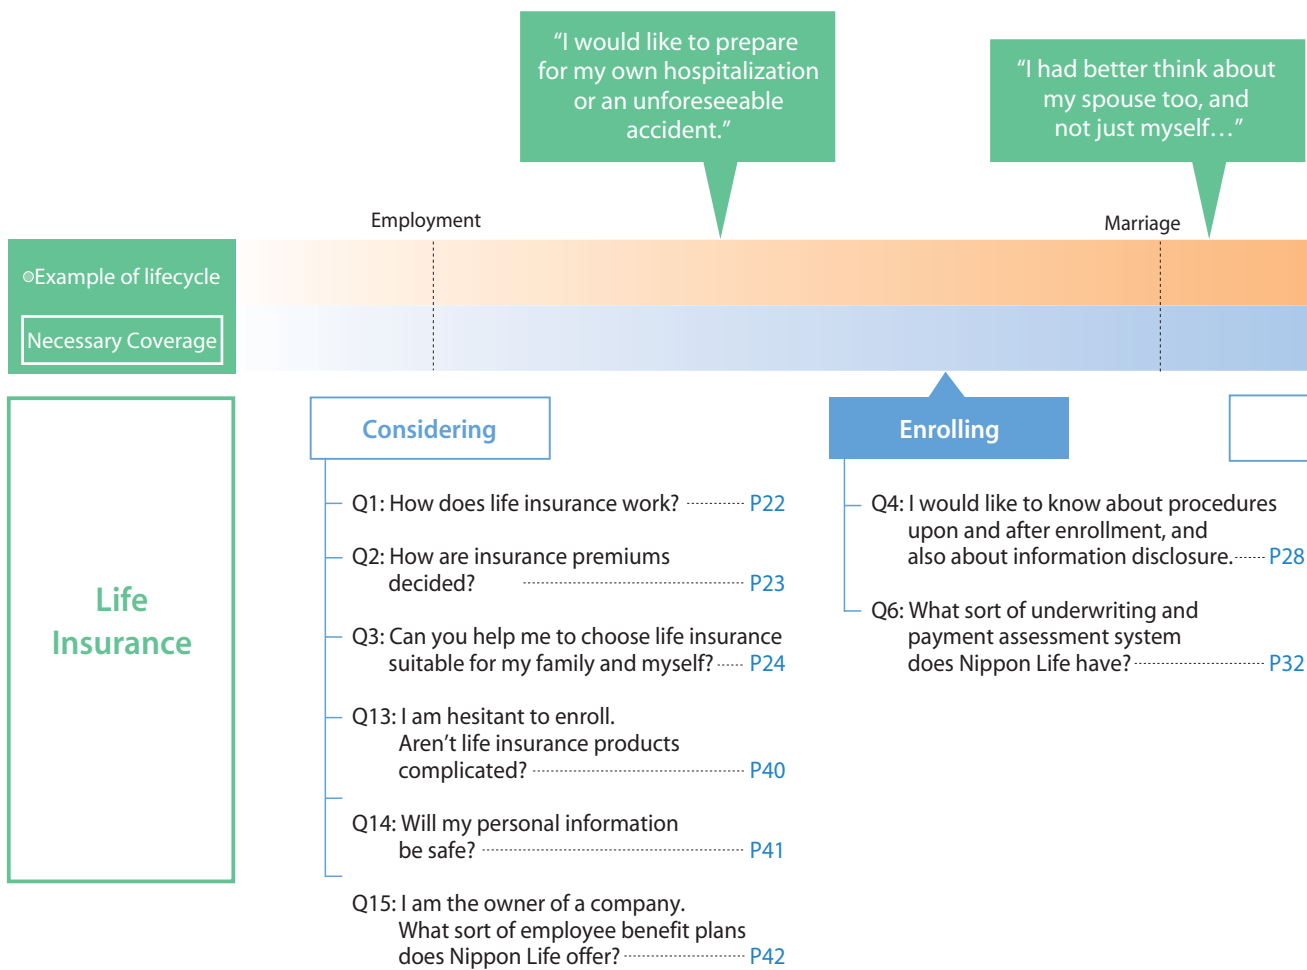 “I would like to prepare
for my own hospitalization
or an unforeseeable
accident.”
“I had better think about
my spouse too, and
not just myself…”
Employment
Marriage
Example of lifecycle
Necessary Coverage
Life
Insurance
Considering
Q1: How does life insurance work? P22
Q2: How are insurance premiums
decided? P23
Q3: Can you help me to choose life insurance
suitable for my family and myself? P24
Q13: I am hesitant to enroll.
Aren’t life insurance products
complicated? P40
Q14: Will my personal information
be safe? P41
Q15: I am the owner of a company.
What sort of employee benefit plans
does Nippon Life offer? P42
Enrolling
Q4: I would like to know about procedures
upon and after enrollment, and
also about information disclosure. P28
Q6: What sort of underwriting and
payment assessment system
does Nippon Life have? P32